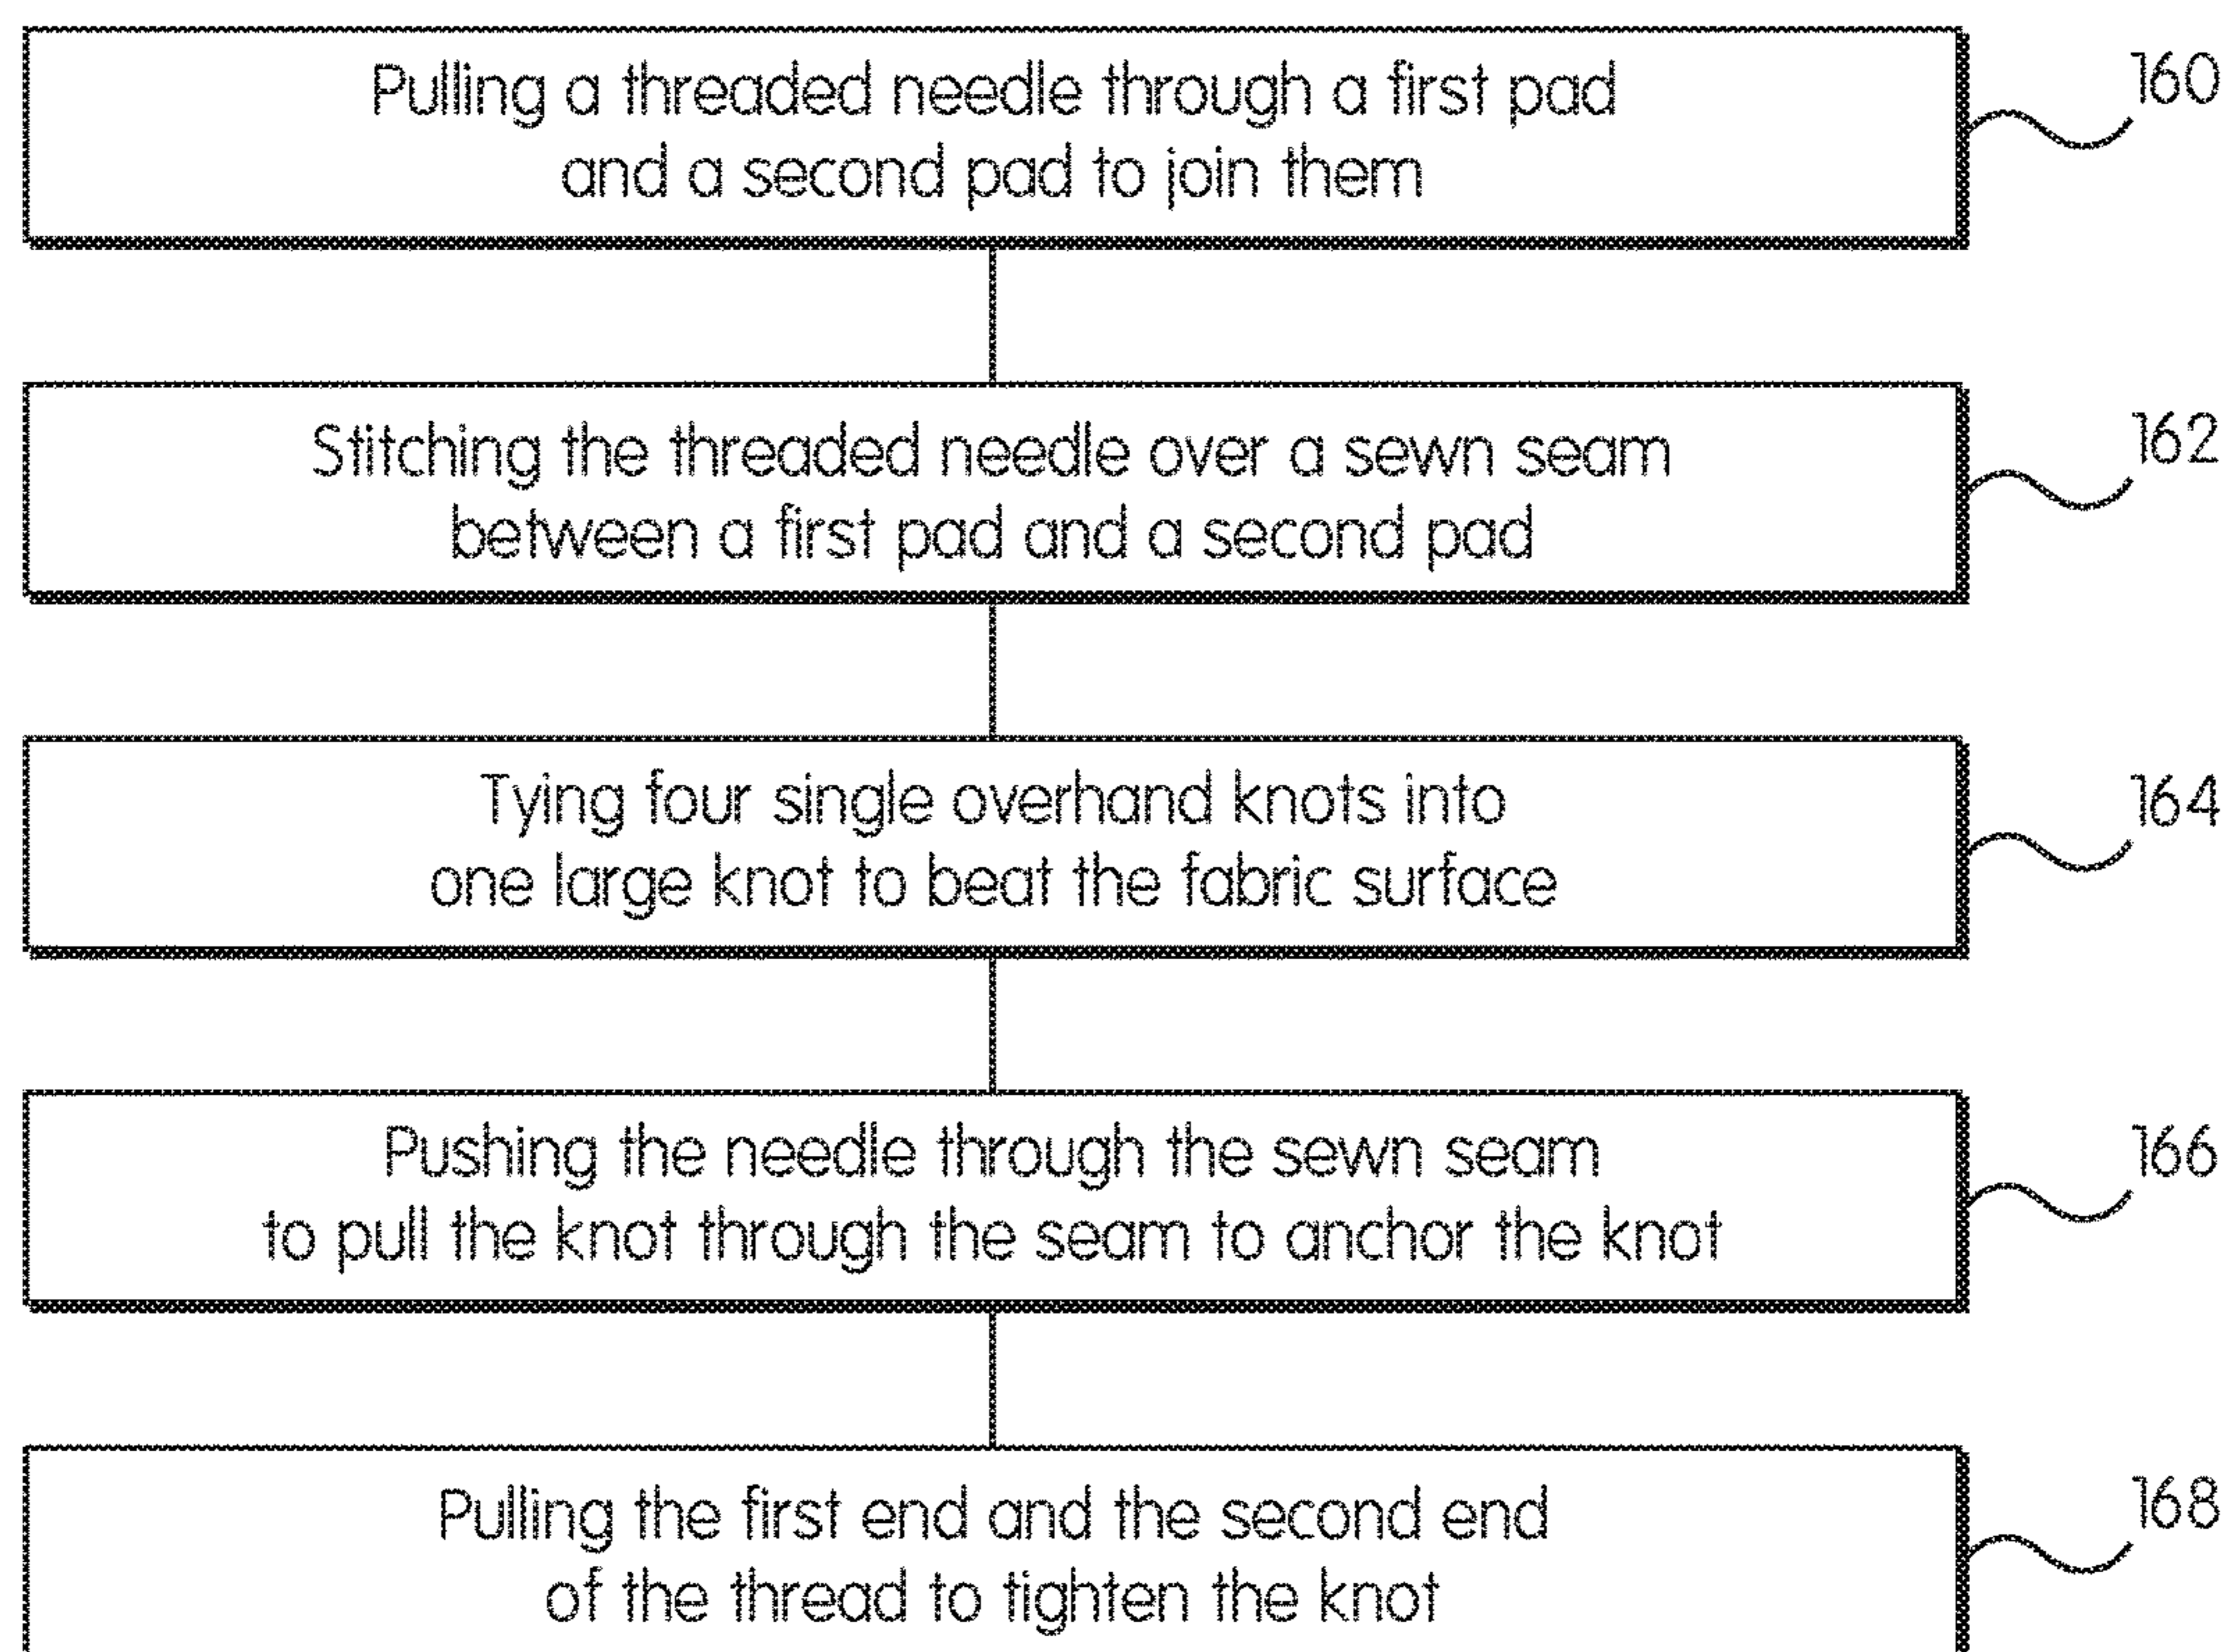 Pulling a threaded needle through a first pad
and a second pad to join them
160
Stitching the threaded needle over a sewn seam
between a first pad and a second pad
162
Tying four single overhand knots into
one large knot to beat the fabric surface
164
Pushing the needle through the sewn seam
to pull the knot through the seam to anchor the knot
166
Pulling the first end and the second end
of the thread to tighten the knot
168